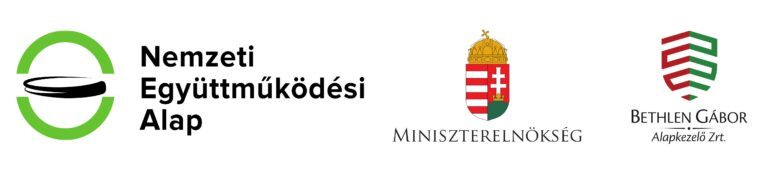 Nemzeti
Együttműködési
Alap
MINISZTERELNÖKSÉG
BETHLEN GÁBOR
Alapkezelő Zrt.